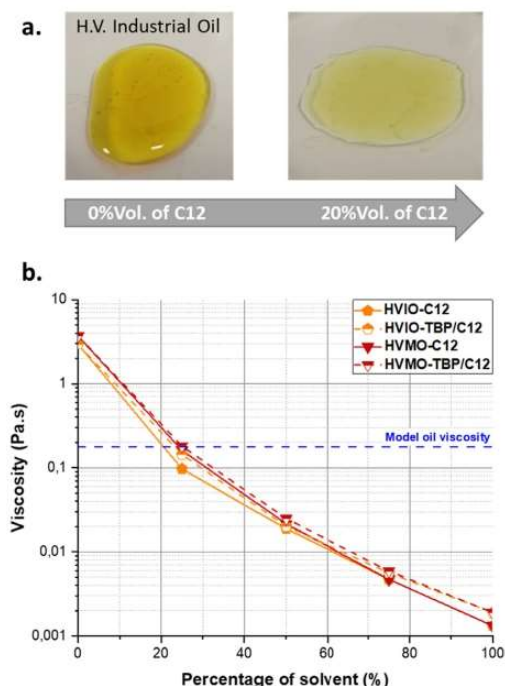 a.
H.V. Industrial Oil
0%Vol. of C12
20%Vol. of C12
b.
10
1
0,1
0,01
0,001
Viscosity (Pa.s)
HVIO-C12
HVIO-TBP/C12
HVMO-C12
HVMO-TBP/C12
Model oil viscosity
0
20
40
60
80
100
Percentage of solvent (%)